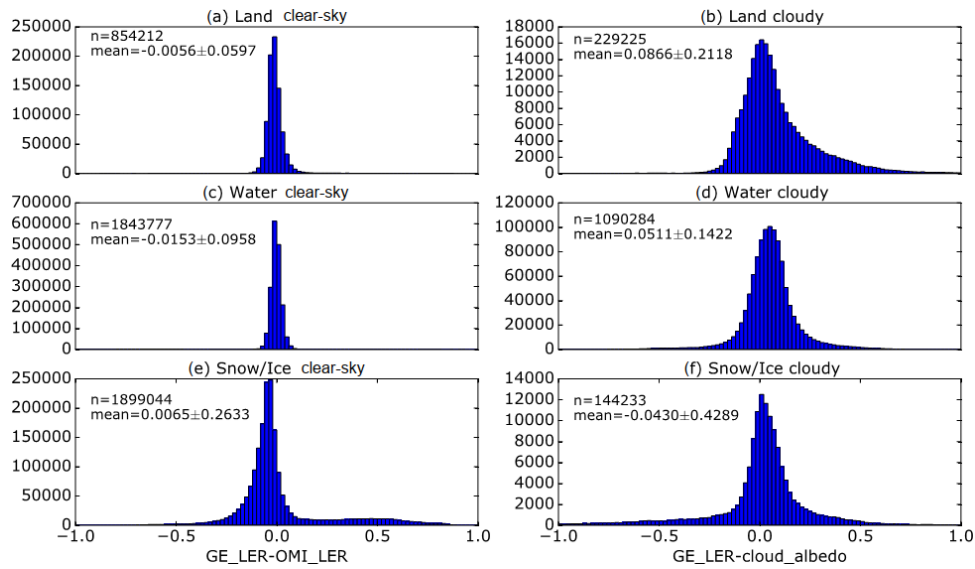 (a) Land clear-sky
n=854212
mean=-0.0056±0.0597
250000
200000
150000
100000
50000
0
(b) Land cloudy
n=229225
mean=0.0866±0.2118
18000
16000
14000
12000
10000
8000
6000
4000
2000
0
(c) Water clear-sky
n=1843777
mean=-0.0153±0.0958
700000
600000
500000
400000
300000
200000
100000
0
(d) Water cloudy
n=1090284
mean=0.0511±0.1422
120000
100000
80000
60000
40000
20000
0
(e) Snow/Ice clear-sky
n=1899044
mean=0.0065±0.2633
250000
200000
150000
100000
50000
0
−1.0 −0.5 0.0 0.5 1.0
GE_LER-OMI_LER
(f) Snow/Ice cloudy
n=144233
mean=-0.0430±0.4289
14000
12000
10000
8000
6000
4000
2000
0
−1.0 −0.5 0.0 0.5 1.0
GE_LER-cloud_albedo